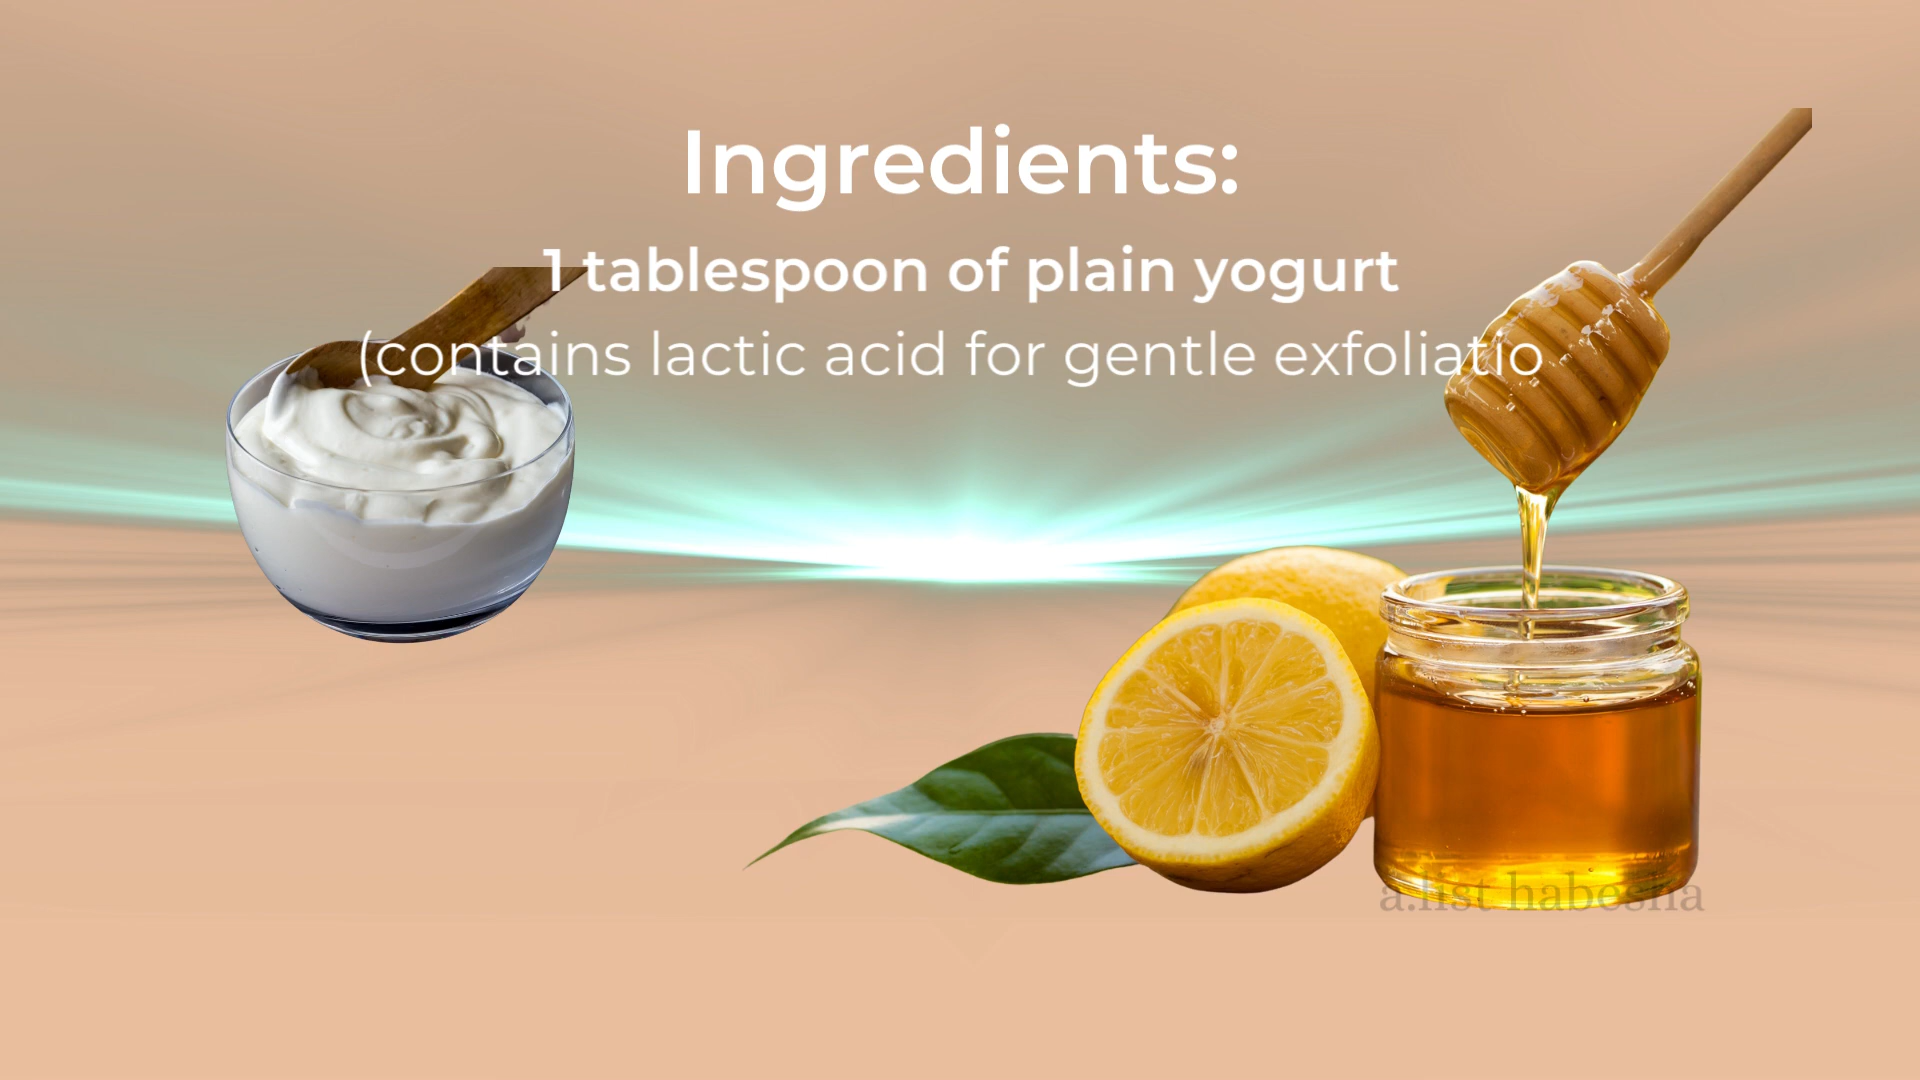 Ingredients:
1 tablespoon of plain yogurt
(contains lactic acid for gentle exfoliatio
a.list habesha